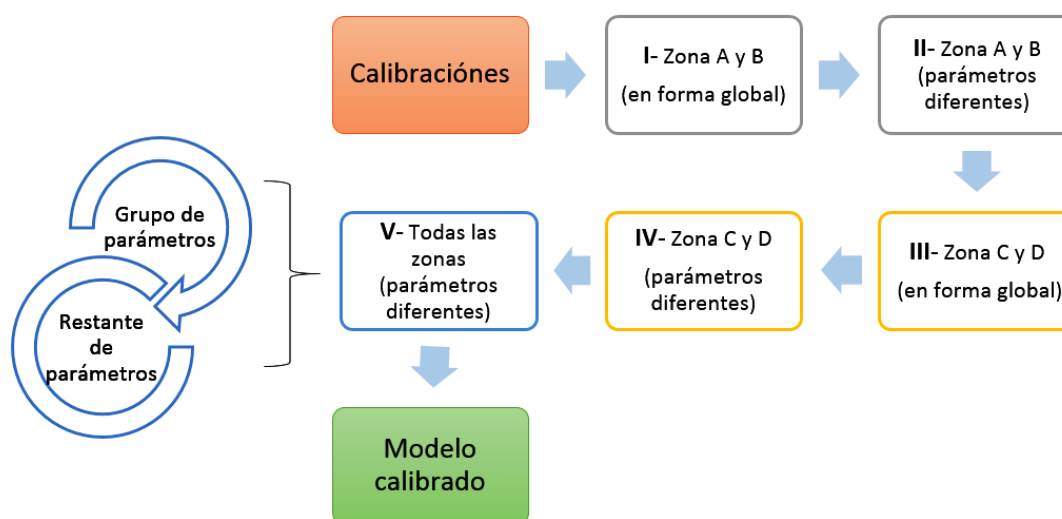 Calibraciónes
I- Zona A y B
(en forma global)
II- Zona A y B
(parámetros
diferentes)
III- Zona C y D
(en forma global)
IV- Zona C y D
(parámetros
diferentes)
V- Todas las
zonas
(parámetros
diferentes)
Grupo de
parámetros
Restante
de
parámetros
Modelo
calibrado